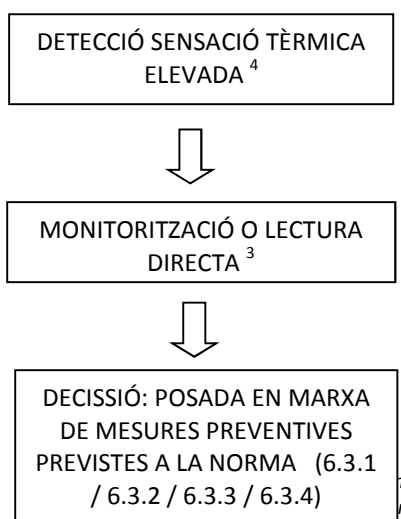 DETECCIÓ SENSACIÓ TÈRMICA
ELEVADA 4
MONITORITZACIÓ O LECTURA
DIRECTA 3
DECISSIÓ: POSADA EN MARXA
DE MESURES PREVENTIVES
PREVISTES A LA NORMA (6.3.1
/ 6.3.2 / 6.3.3 / 6.3.4)